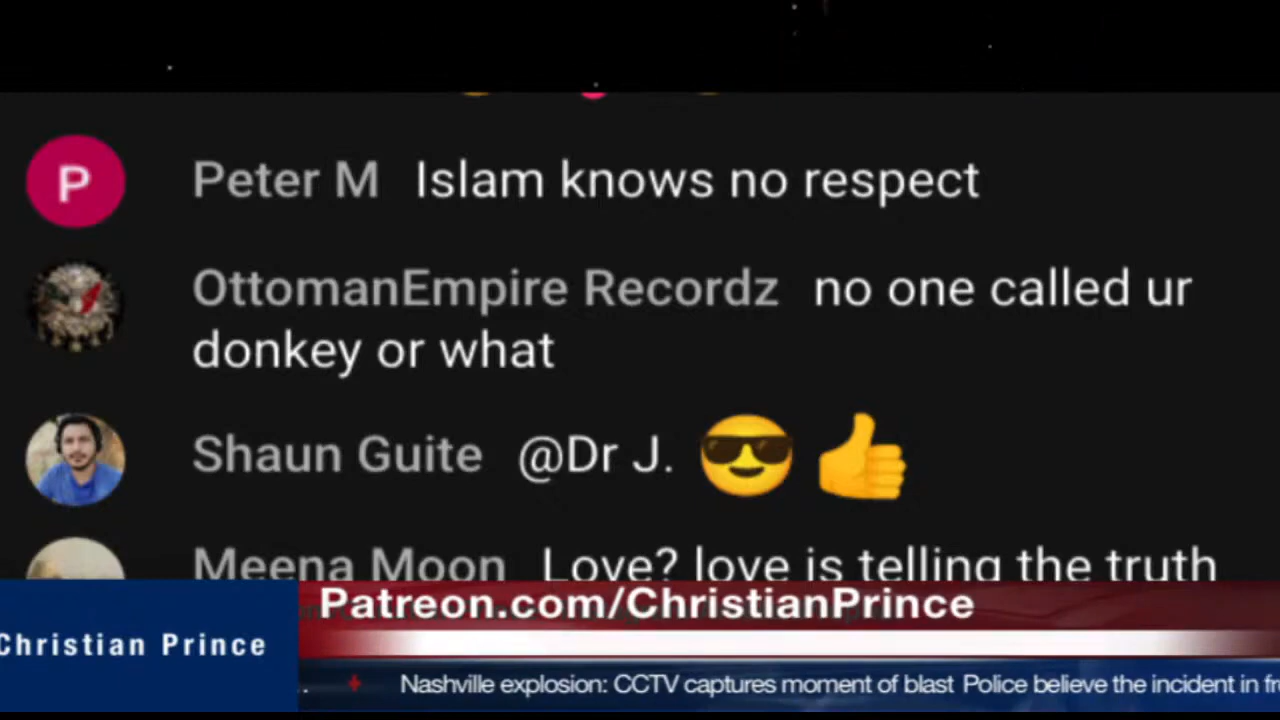 P
Peter M Islam knows no respect
OttomanEmpire Recordz no one called ur
donkey or what
Shaun Guite @Dr J. 😎 👍
Meena Moon Love? love is telling the truth
Patreon.com/ChristianPrince
Christian Prince
.. Nashville explosion: CCTV captures moment of blast Police believe the incident in fr